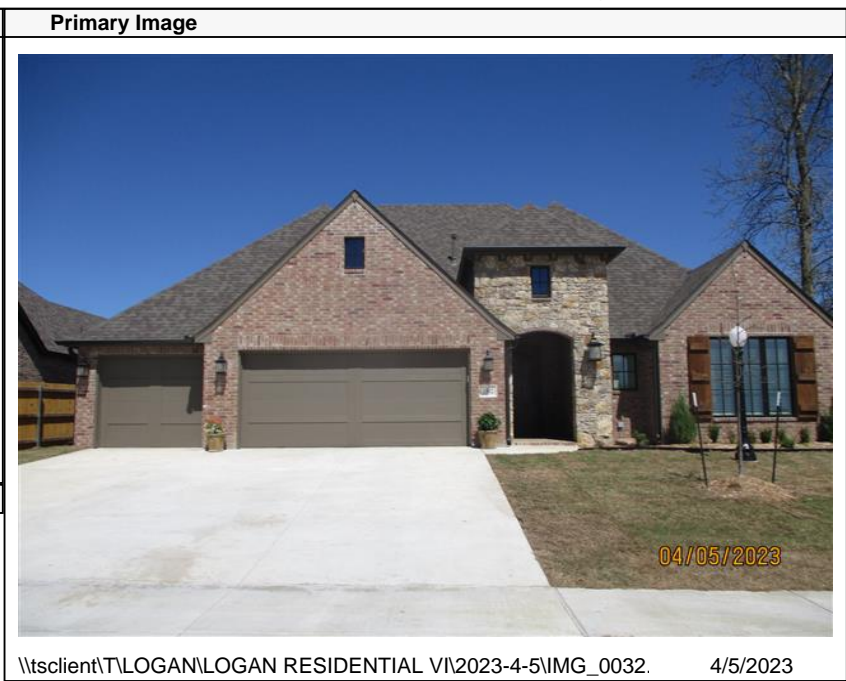 Primary Image
04/05/2023
\\tsclient\T\LOGAN\LOGAN RESIDENTIAL VI\2023-4-5\IMG_0032. 4/5/2023